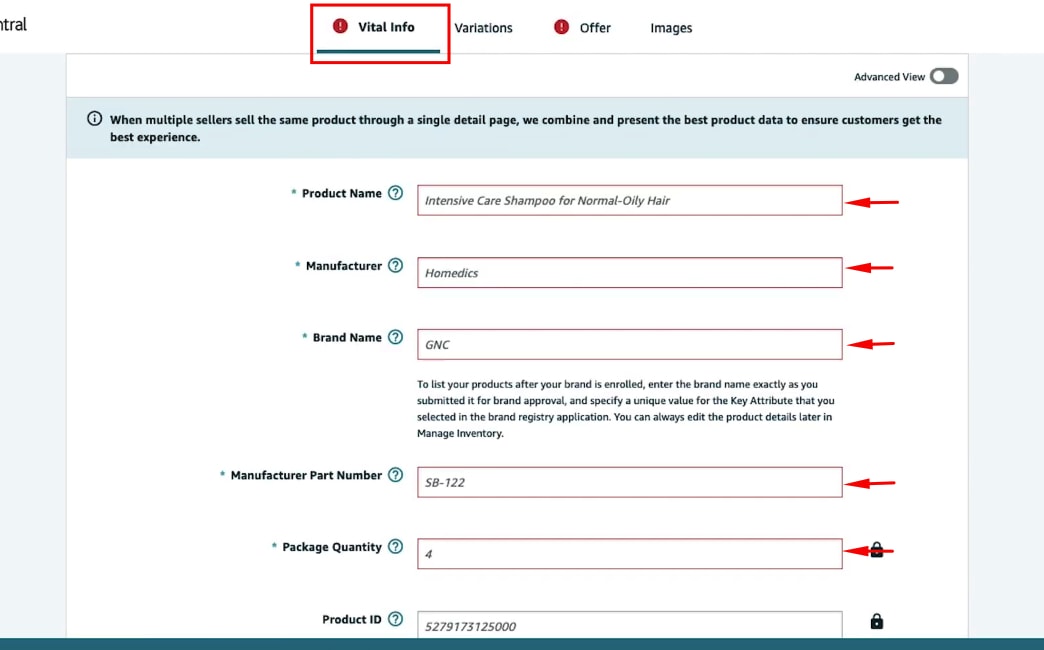 ntral
! Vital Info Variations ! Offer Images
Advanced View
When multiple sellers sell the same product through a single detail page, we combine and present the best product data to ensure customers get the
best experience.
* Product Name ? Intensive Care Shampoo for Normal-Oily Hair
* Manufacturer ? Homedics
* Brand Name ? GNC
To list your products after your brand is enrolled, enter the brand name exactly as you
submitted it for brand approval, and specify a unique value for the Key Attribute that you
selected in the brand registry application. You can always edit the product details later in
Manage Inventory.
* Manufacturer Part Number ? SB-122
* Package Quantity ? 4
Product ID ? 5279173125000